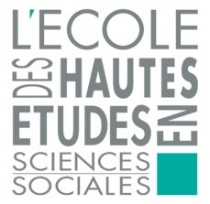 L'ECOLE
DES HAUTES
ETUDES EN
SCIENCES
SOCIALES